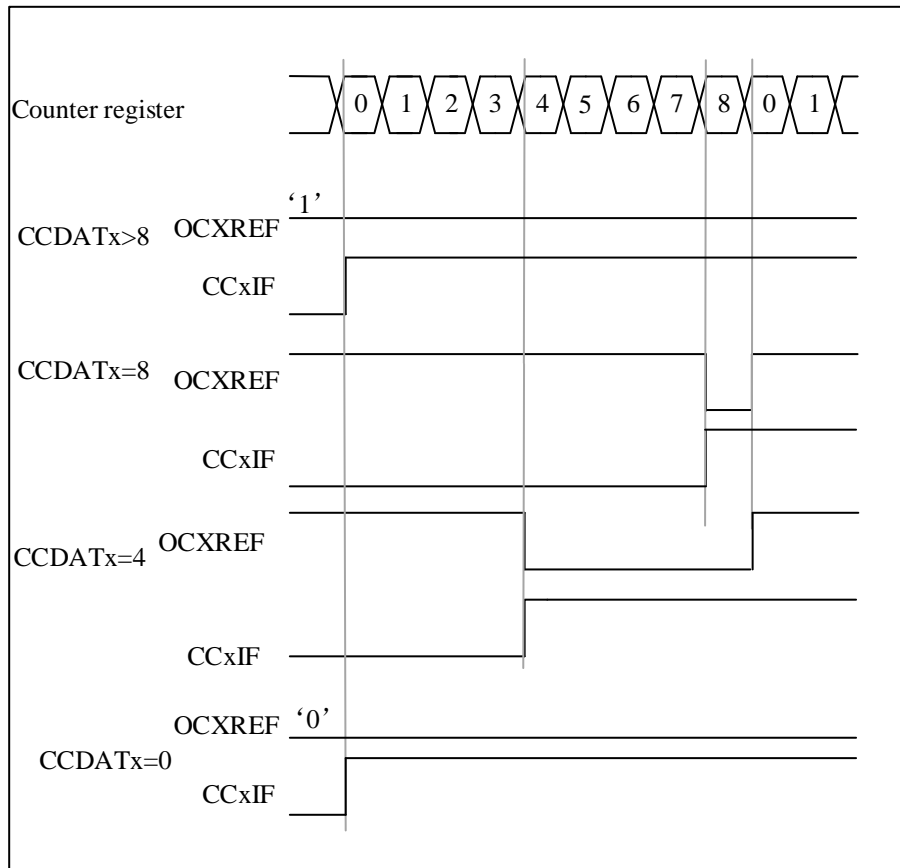 Counter register 0 1 2 3 4 5 6 7 8 0 1
‘1’
CCDATx>8 OCXREF
CCxIF
CCDATx=8 OCXREF
CCxIF
CCDATx=4 OCXREF
CCxIF
OCXREF ‘0’
CCDATx=0
CCxIF